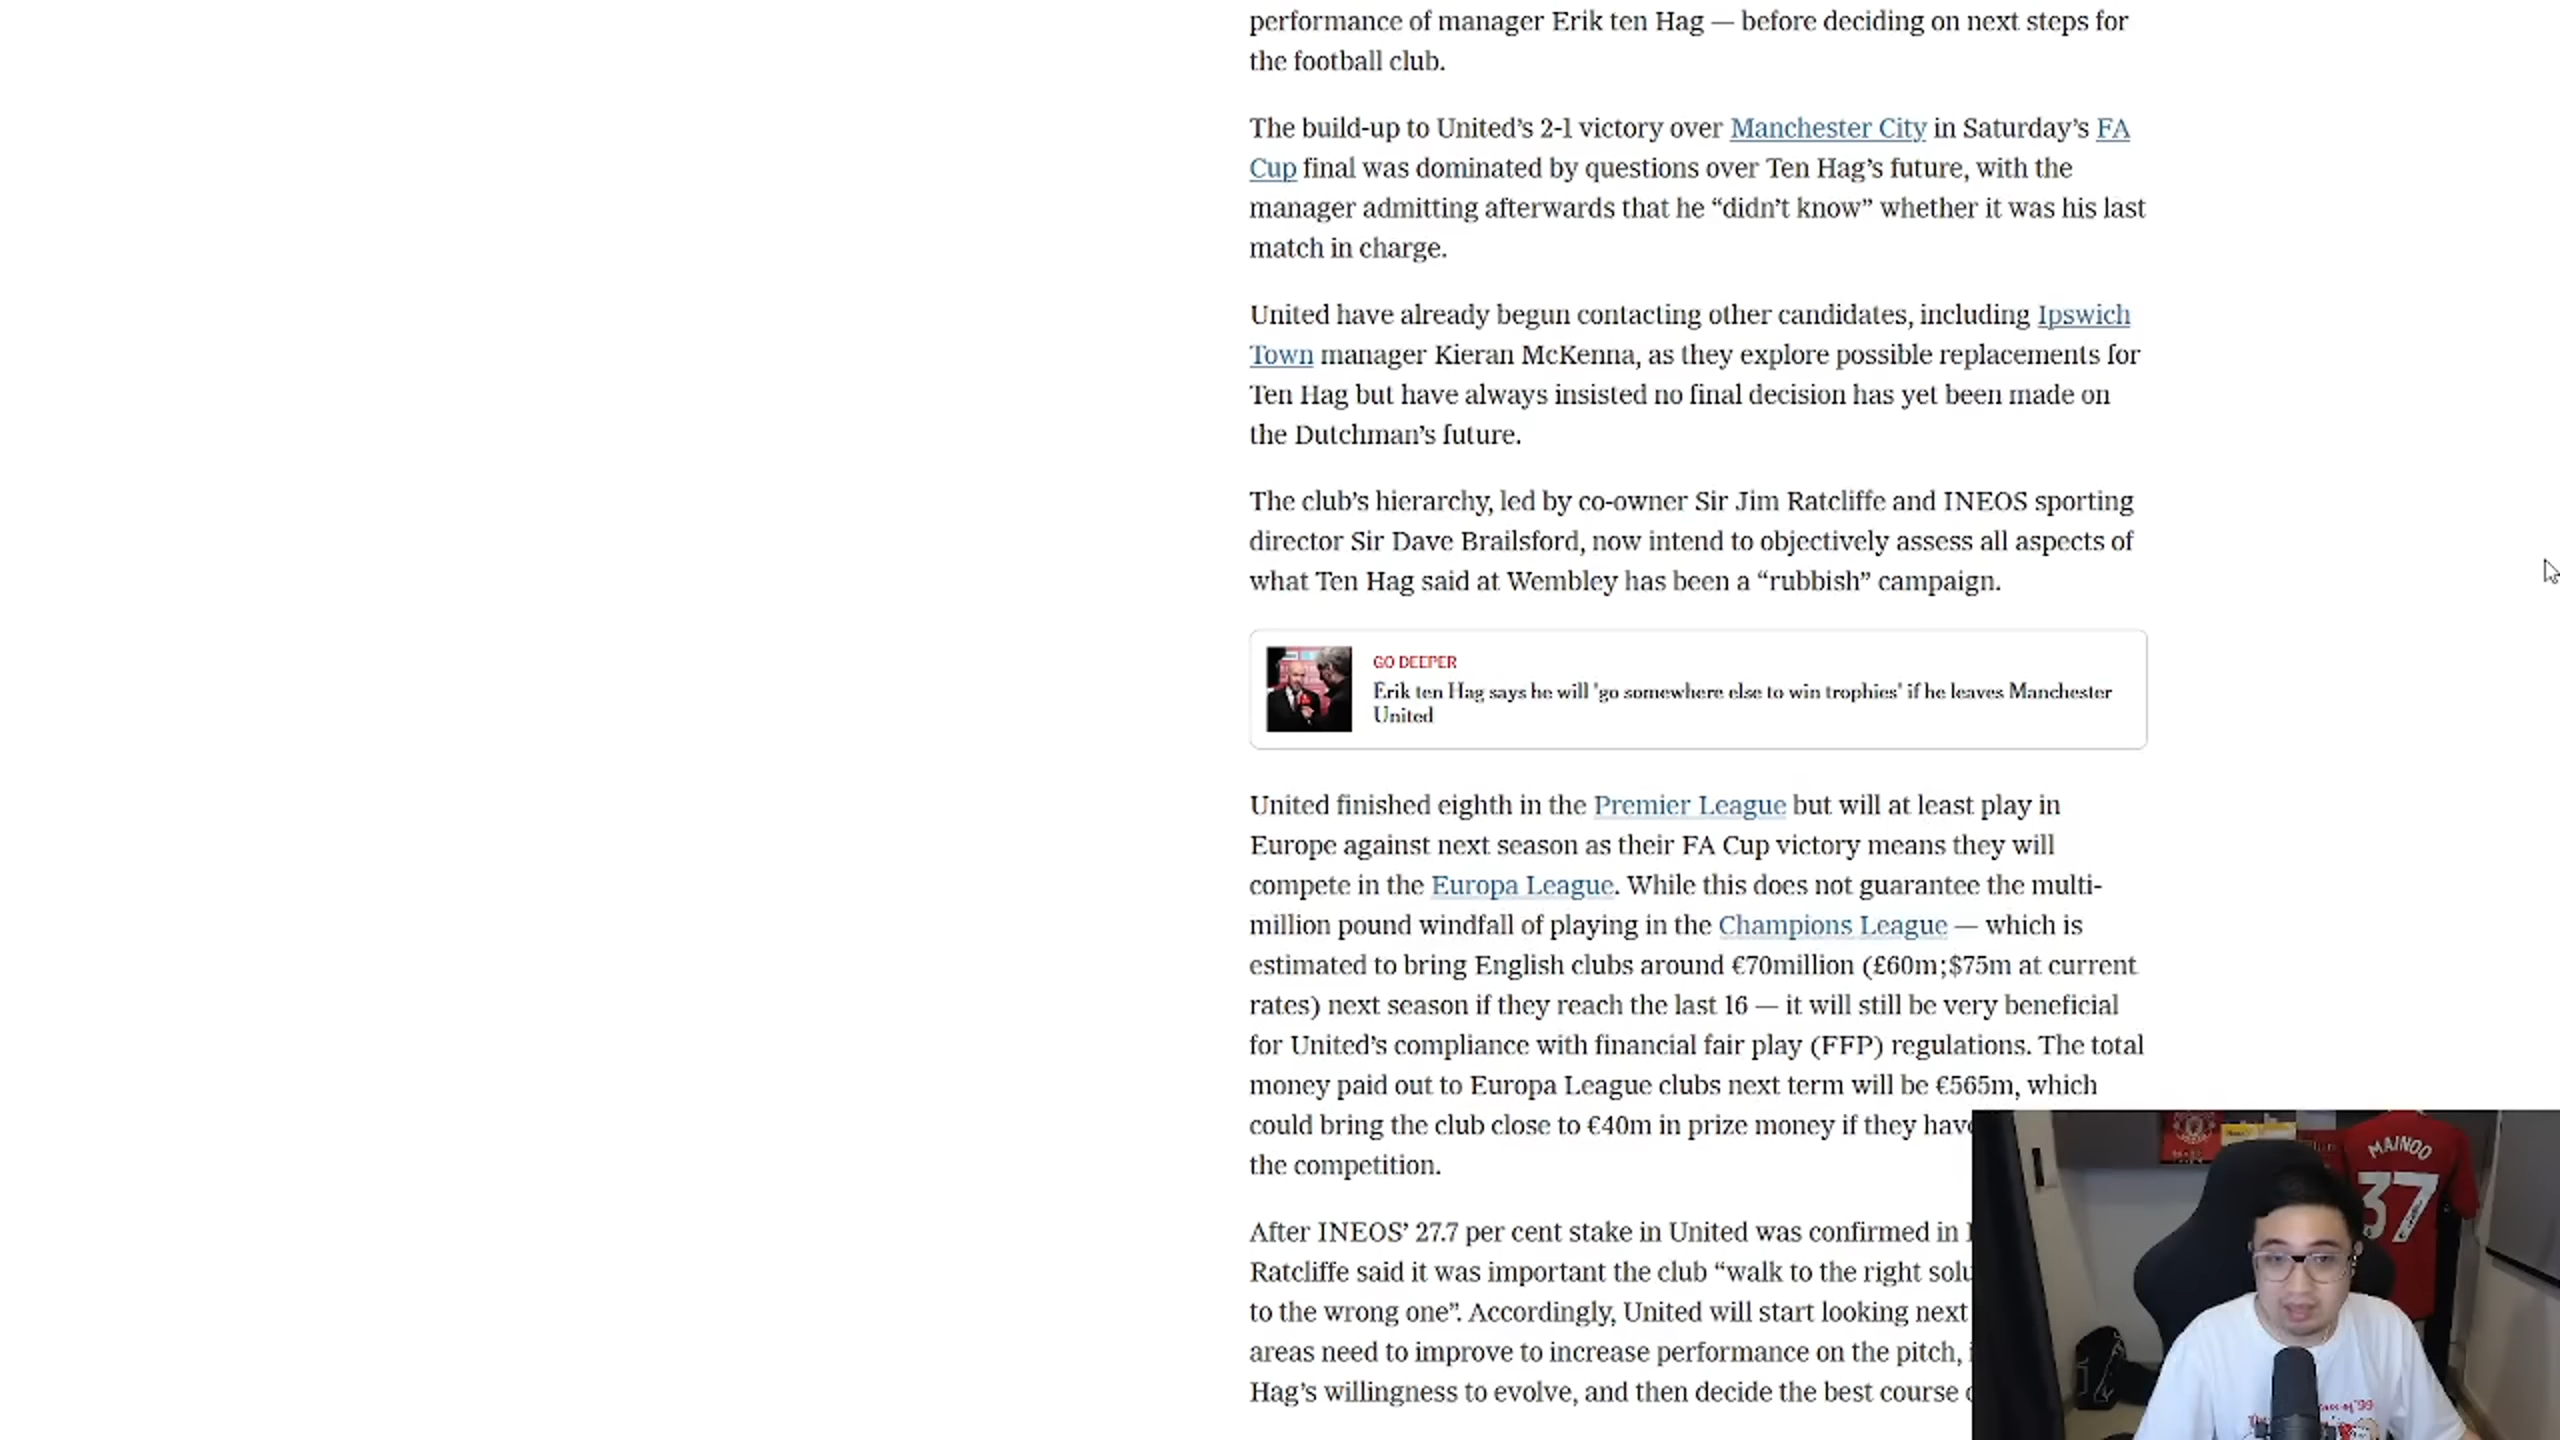 performance of manager Erik ten Hag — before deciding on next steps for
the football club.
The build-up to United’s 2-1 victory over Manchester City in Saturday’s FA
Cup final was dominated by questions over Ten Hag’s future, with the
manager admitting afterwards that he “didn’t know” whether it was his last
match in charge.
United have already begun contacting other candidates, including Ipswich
Town manager Kieran McKenna, as they explore possible replacements for
Ten Hag but have always insisted no final decision has yet been made on
the Dutchman’s future.
The club’s hierarchy, led by co-owner Sir Jim Ratcliffe and INEOS sporting
director Sir Dave Brailsford, now intend to objectively assess all aspects of
what Ten Hag said at Wembley has been a “rubbish” campaign.
GO DEEPER
Erik ten Hag says he will 'go somewhere else to win trophies' if he leaves Manchester
United
United finished eighth in the Premier League but will at least play in
Europe against next season as their FA Cup victory means they will
compete in the Europa League. While this does not guarantee the multi-
million pound windfall of playing in the Champions League — which is
estimated to bring English clubs around €70million (£60m;$75m at current
rates) next season if they reach the last 16 — it will still be very beneficial
for United’s compliance with financial fair play (FFP) regulations. The total
money paid out to Europa League clubs next term will be €565m, which
could bring the club close to €40m in prize money if they have
the competition.
After INEOS’ 27.7 per cent stake in United was confirmed in
Ratcliffe said it was important the club “walk to the right
to the wrong one”. Accordingly, United will start looking next
areas need to improve to increase performance on the pitch,
Hag’s willingness to evolve, and then decide the best course
MAINOO
37